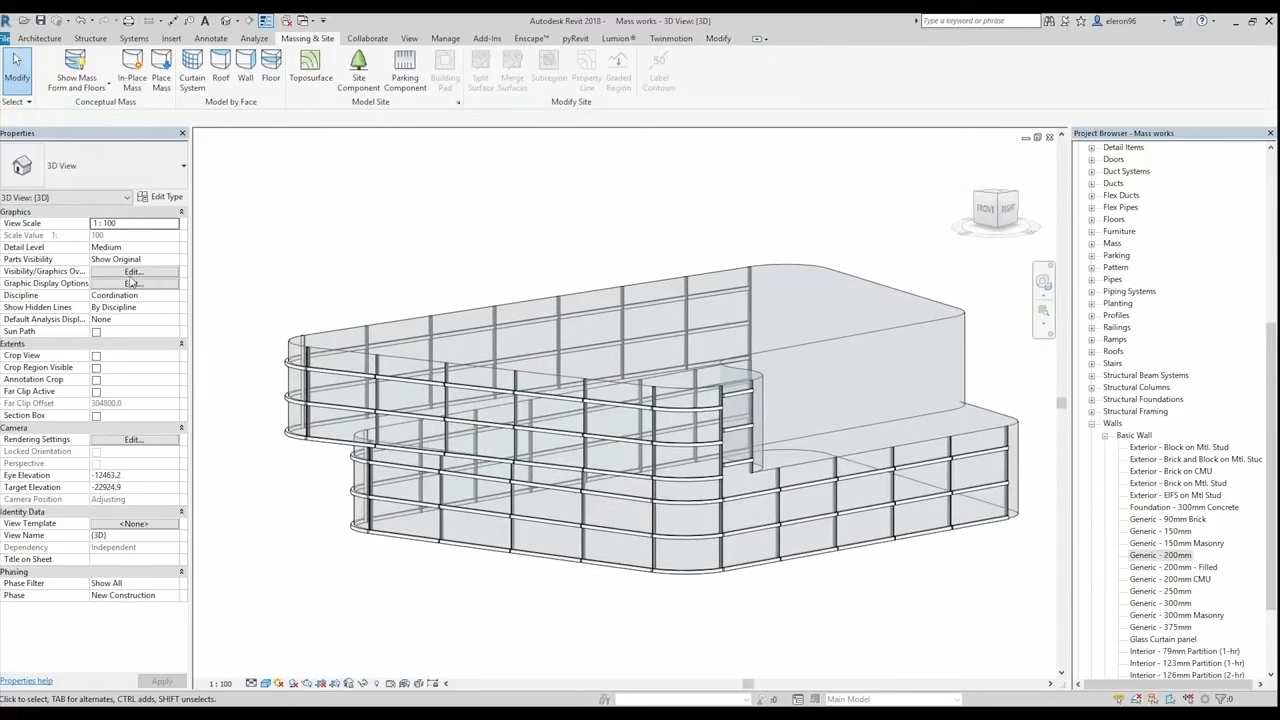 Autodesk Revit 2018 - Mass works - 3D View: {3D}
Type a keyword or phrase
eleron96
File Architecture Structure Systems Insert Annotate Analyze Massing & Site Collaborate View Manage Add-Ins Enscape™ pyRevit Lumion® Twinmotion Modify
Modify
Show Mass Form and Floors
In-Place Mass
Place Mass
Curtain System
Roof
Wall
Floor
Toposurface
Site Component
Parking Component
Building Pad
Split Surface
Merge Surfaces
Subregion
Property Line
Graded Region
Label Contours
Select Conceptual Mass Model by Face Model Site Modify Site
Properties
3D View
3D View: {3D} Edit Type
Graphics
View Scale 1 : 100
Scale Value 1: 100
Detail Level Medium
Parts Visibility Show Original
Visibility/Graphics Ov... Edit...
Graphic Display Options
Discipline Coordination
Show Hidden Lines By Discipline
Default Analysis Displ... None
Sun Path
Extents
Crop View
Crop Region Visible
Annotation Crop
Far Clip Active
Far Clip Offset 304800.0
Section Box
Camera
Rendering Settings Edit...
Locked Orientation
Perspective
Eye Elevation -12463.2
Target Elevation -22924.9
Camera Position Adjusting
Identity Data
View Template <None>
View Name {3D}
Dependency Independent
Title on Sheet
Phasing
Phase Filter Show All
Phase New Construction
Properties help Apply
FRONT RIGHT
1 : 100
Project Browser - Mass works
Detail Items
Doors
Duct Systems
Ducts
Flex Ducts
Flex Pipes
Floors
Furniture
Mass
Parking
Pattern
Pipes
Piping Systems
Planting
Profiles
Railings
Ramps
Roofs
Stairs
Structural Beam Systems
Structural Columns
Structural Foundations
Structural Framing
Walls
Basic Wall
Exterior - Block on Mtl. Stud
Exterior - Brick and Block on Mtl. Stuc
Exterior - Brick on CMU
Exterior - Brick on Mtl. Stud
Exterior - EIFS on Mtl Stud
Foundation - 300mm Concrete
Generic - 90mm Brick
Generic - 150mm
Generic - 150mm Masonry
Generic - 200mm
Generic - 200mm - Filled
Generic - 200mm CMU
Generic - 250mm
Generic - 300mm
Generic - 300mm Masonry
Generic - 375mm
Glass Curtain panel
Interior - 79mm Partition (1-hr)
Interior - 123mm Partition (1-hr)
Interior - 126mm Partition (2-hr)
Click to select, TAB for alternates, CTRL adds, SHIFT unselects. :0 Main Model :0